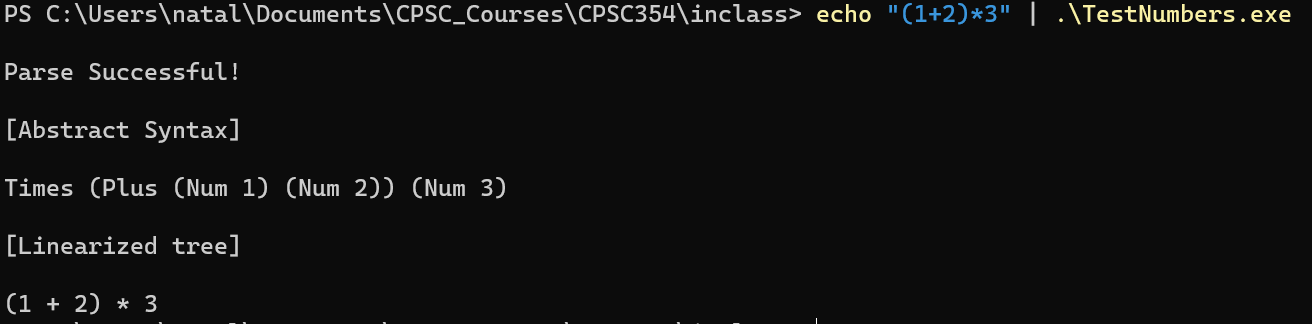 PS C:\Users\natal\Documents\CPSC_Courses\CPSC354\inclass> echo "(1+2)*3" | .\TestNumbers.exe
Parse Successful!
[Abstract Syntax]
Times (Plus (Num 1) (Num 2)) (Num 3)
[Linearized tree]
(1 + 2) * 3